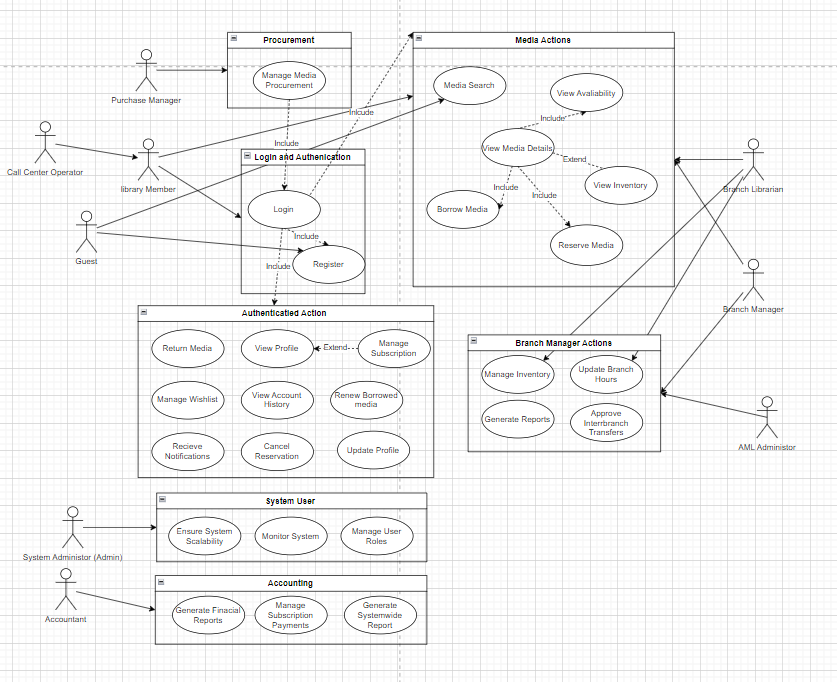 Procurement
Manage Media
Procurement
Purchase Manager
Include
Include
Media Actions
Media Search
View Avaliability
Include
View Media Details
Extend
View Inventory
Include
Include
Borrow Media
Reserve Media
Call Center Operator
library Member
Guest
Login and Authenication
Login
Include
Register
Include
Branch Librarian
Branch Manager
AML Administor
Authenticatied Action
Return Media
View Profile
Extend
Manage
Subscription
Manage Wishlist
View Account
History
Renew Borrowed
media
Recieve
Notifications
Cancel
Reservation
Update Profile
Branch Manager Actions
Manage Inventory
Update Branch
Hours
Generate Reports
Approve
Interrbranch
Transfers
System User
Ensure System
Scalability
Monitor System
Manage User
Roles
System Administor (Admin)
Accounting
Generate Finacial
Reports
Manage
Subscription
Payments
Generate
Systemwide
Report
Accountant